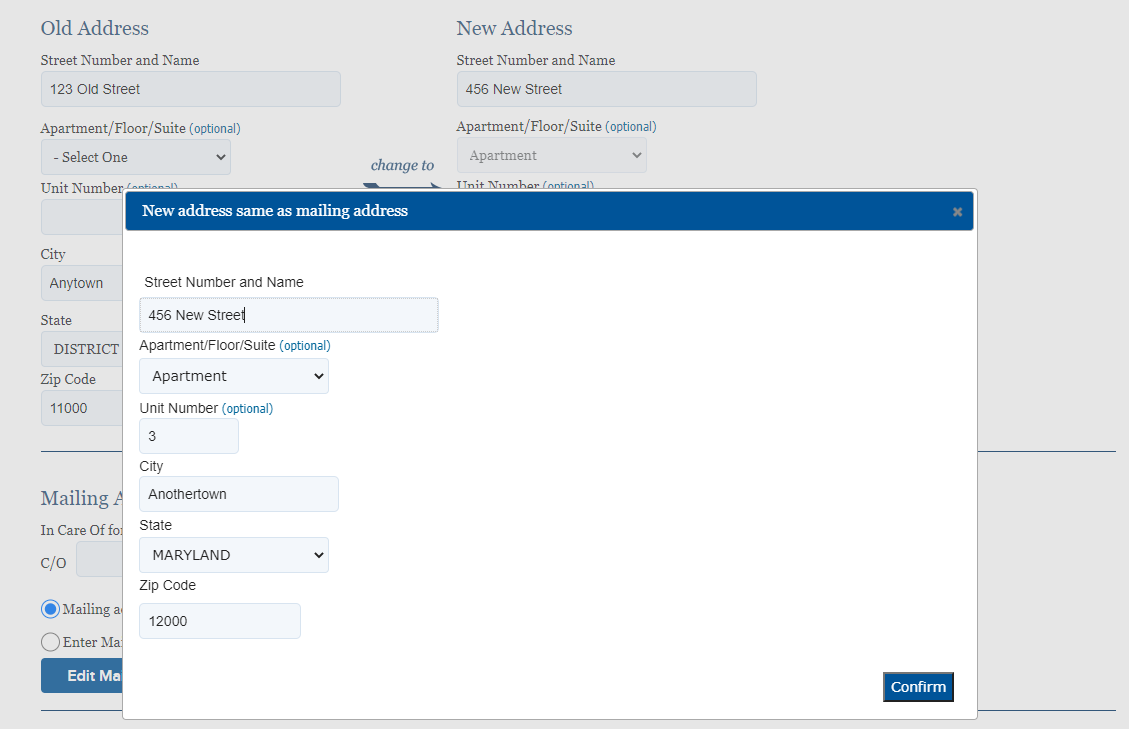 Old Address
New Address
Street Number and Name
Street Number and Name
123 Old Street
456 New Street
Apartment/Floor/Suite (optional)
Apartment/Floor/Suite (optional)
- Select One
Apartment
change to
Unit Number (optional)
Unit Number (optional)
New address same as mailing address
×
City
Anytown
State
DISTRICT
Zip Code
11000
Street Number and Name
456 New Street
Apartment/Floor/Suite (optional)
Apartment
Unit Number (optional)
3
City
Anothertown
State
MARYLAND
Zip Code
12000
Confirm
Mailing
In Care Of
C/O
Mailing
Enter
Edit